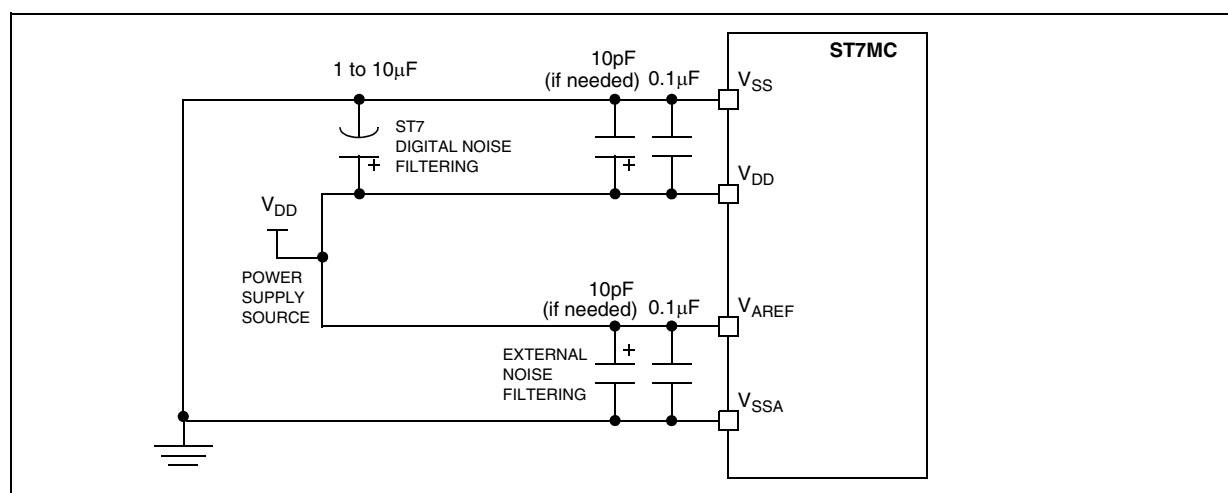 ST7MC
10pF
(if needed) 0.1μF
1 to 10μF
VSS
ST7
DIGITAL NOISE
FILTERING
+
+
VDD
VDD
POWER
SUPPLY
SOURCE
10pF
(if needed) 0.1μF
VAREF
EXTERNAL
NOISE
FILTERING
+
VSSA